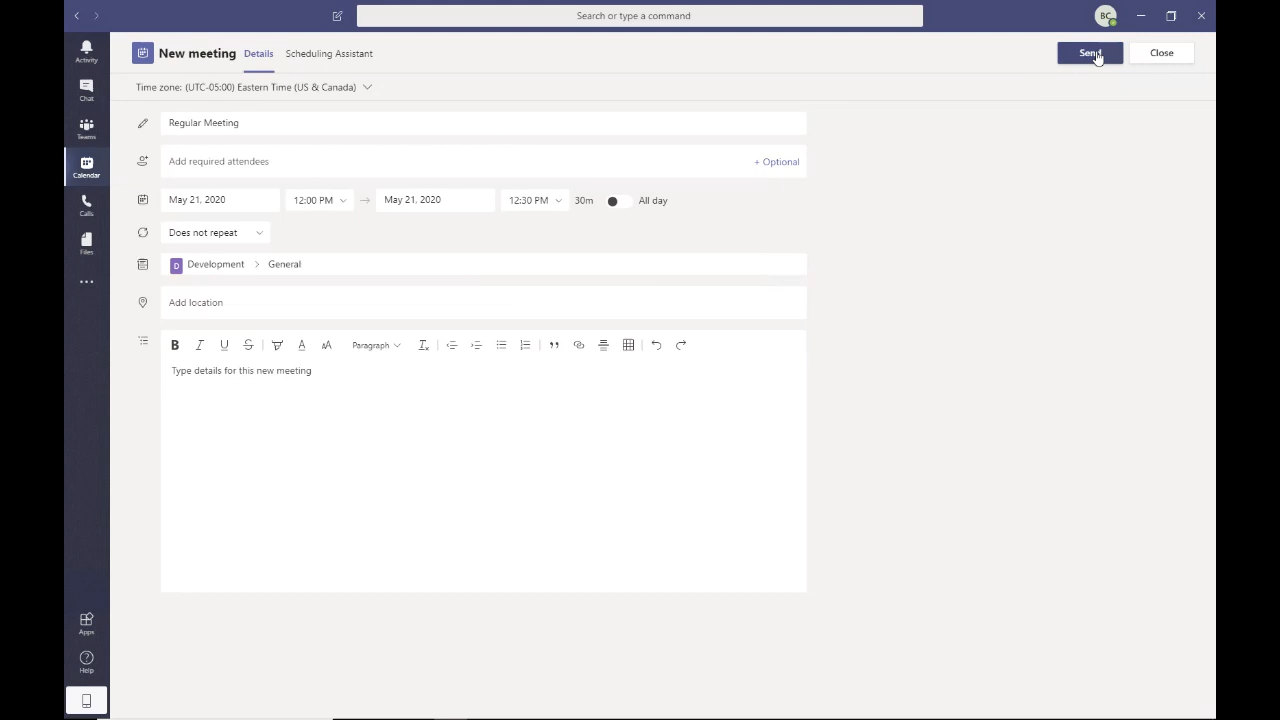 Search or type a command
BC
Activity
Chat
Teams
Calendar
Calls
Files
Apps
Help
New meeting Details Scheduling Assistant
Send Close
Time zone: (UTC-05:00) Eastern Time (US & Canada)
Regular Meeting
Add required attendees + Optional
May 21, 2020 12:00 PM → May 21, 2020 12:30 PM 30m All day
Does not repeat
D Development > General
Add location
B I U S A AA Paragraph Tx
Type details for this new meeting